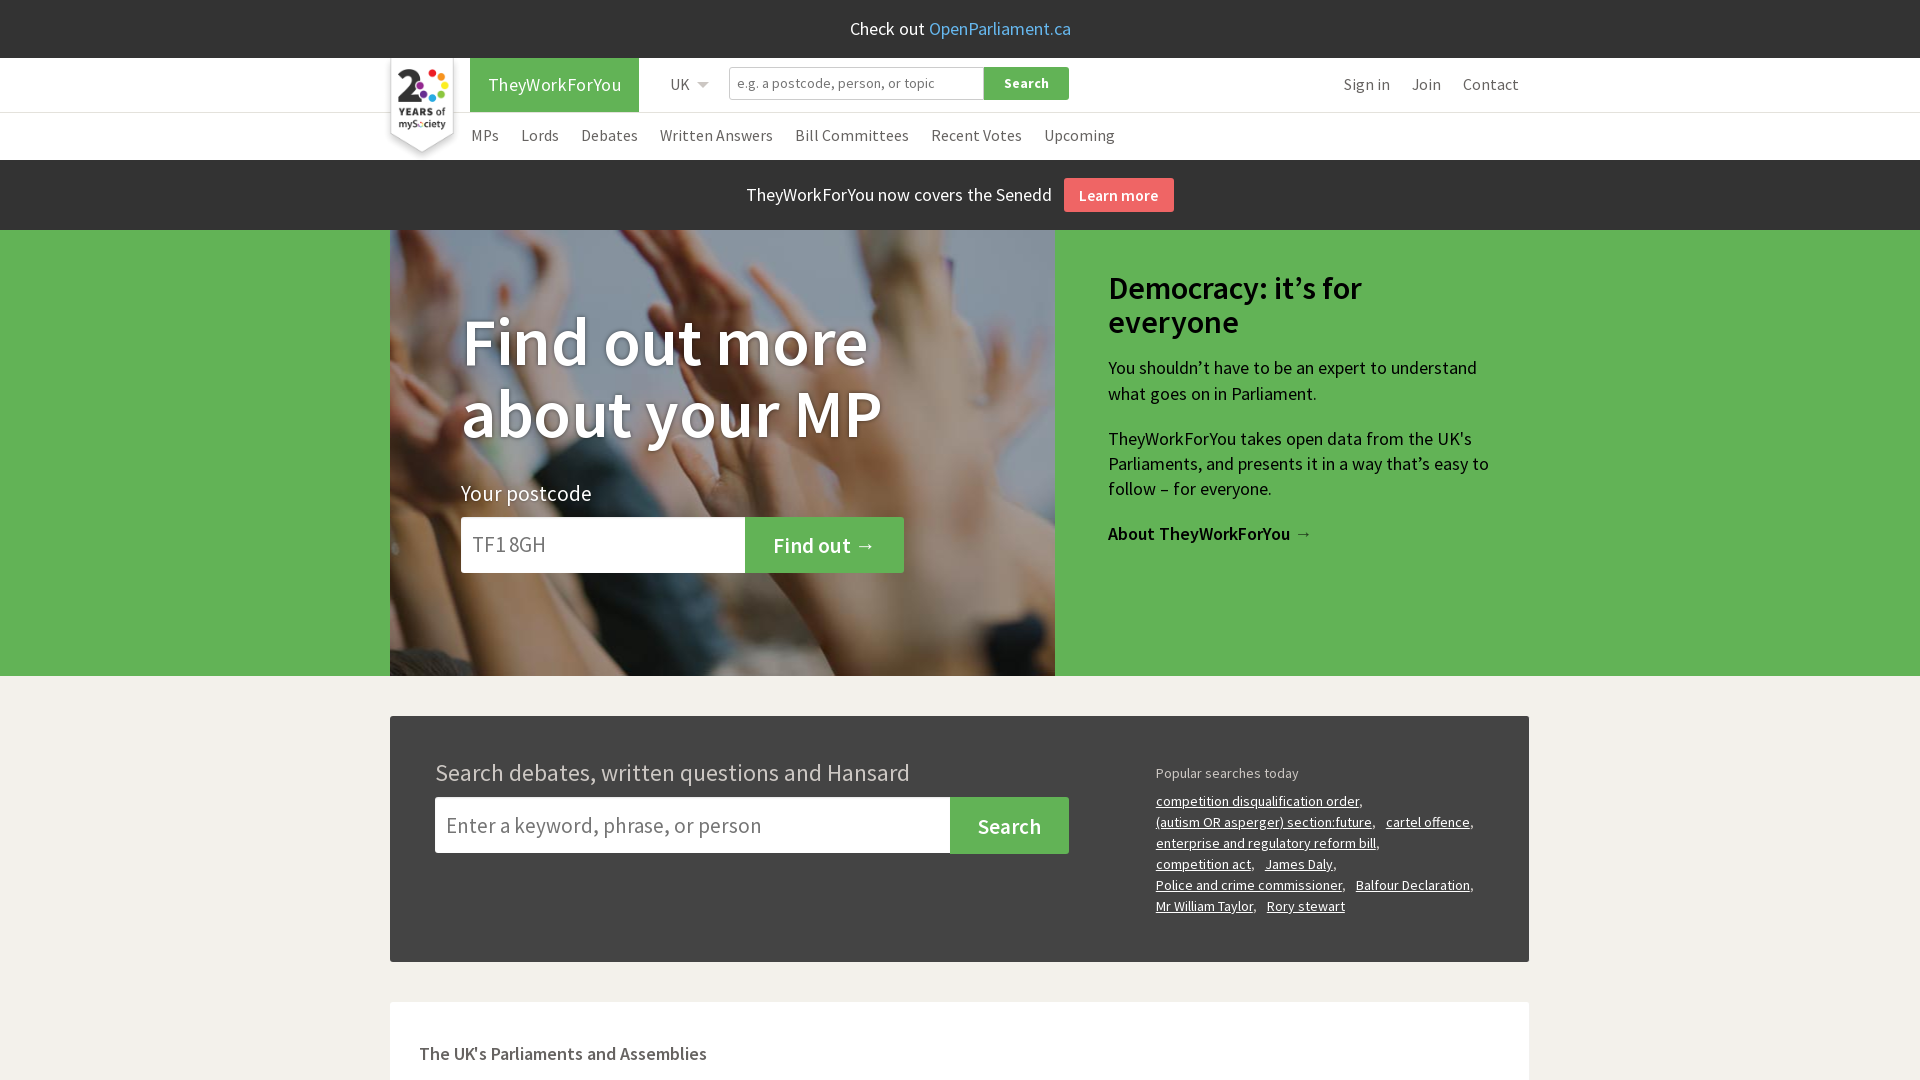 Check out OpenParliament.ca
20
YEARS of
mySociety
TheyWorkForYou
UK
e.g. a postcode, person, or topic
Search
Sign in
Join
Contact
MPs
Lords
Debates
Written Answers
Bill Committees
Recent Votes
Upcoming
TheyWorkForYou now covers the Senedd
Learn more
Find out more
about your MP
Your postcode
TF1 8GH
Find out →
Democracy: it’s for
everyone
You shouldn’t have to be an expert to understand
what goes on in Parliament.
TheyWorkForYou takes open data from the UK's
Parliaments, and presents it in a way that’s easy to
follow – for everyone.
About TheyWorkForYou →
Search debates, written questions and Hansard
Enter a keyword, phrase, or person
Search
Popular searches today
competition disqualification order,
(autism OR asperger) section:future, cartel offence,
enterprise and regulatory reform bill,
competition act, James Daly,
Police and crime commissioner, Balfour Declaration,
Mr William Taylor, Rory stewart
The UK's Parliaments and Assemblies